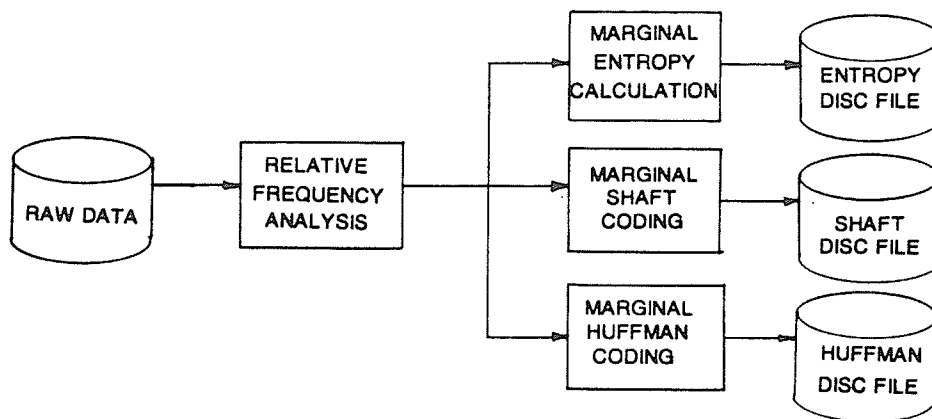 RAW DATA
RELATIVE
FREQUENCY
ANALYSIS
MARGINAL
ENTROPY
CALCULATION
ENTROPY
DISC FILE
MARGINAL
SHAFT
CODING
SHAFT
DISC FILE
MARGINAL
HUFFMAN
CODING
HUFFMAN
DISC FILE